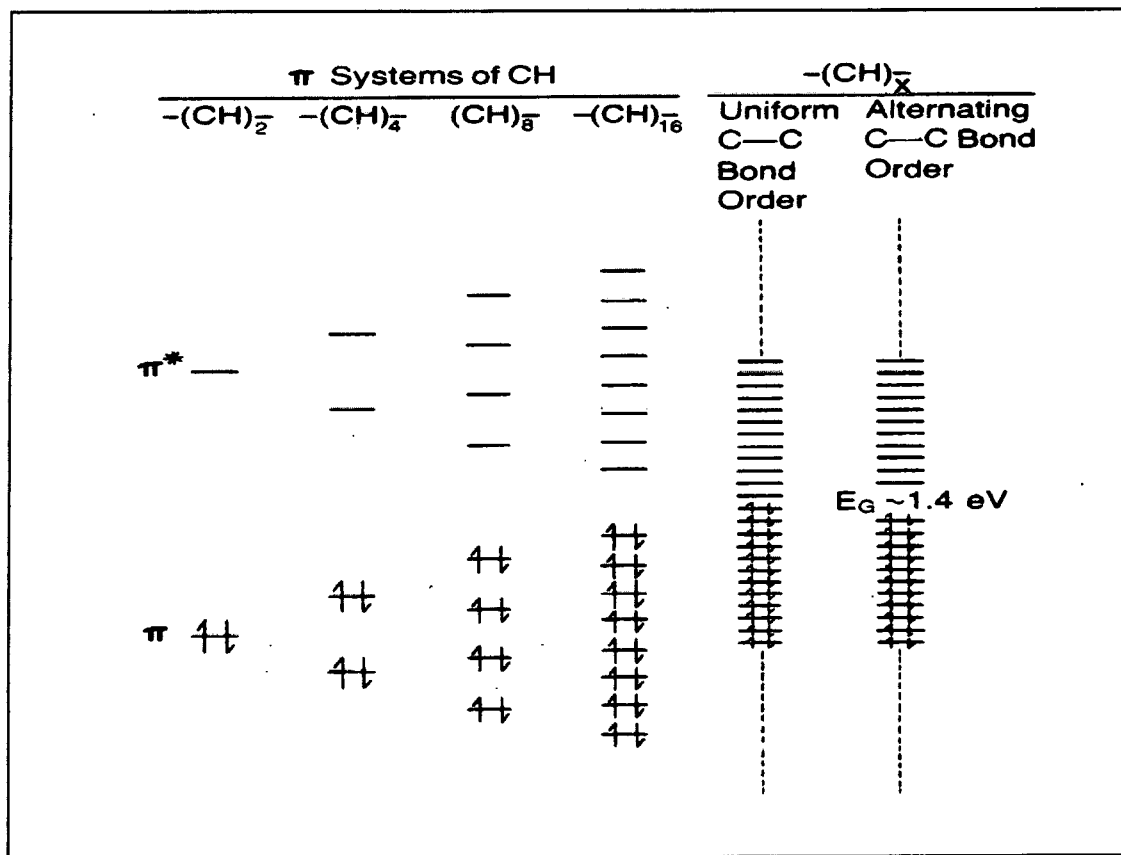 π Systems of CH
-(CH)₂- -(CH)₄- (CH)₈- -(CH)₁₆-
-(CH)ₓ-
Uniform
C—C
Bond
Order
Alternating
C—C Bond
Order
π*
E_G ~1.4 eV
π